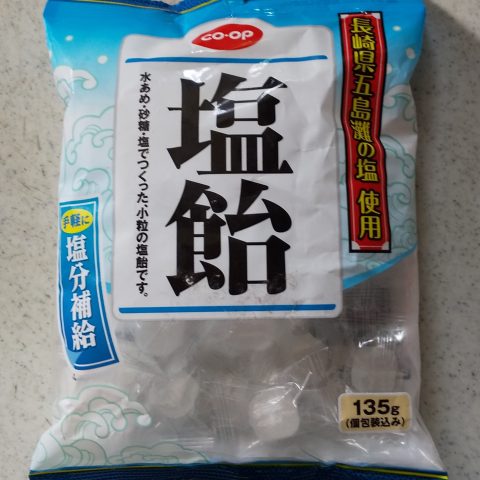 co-op
長崎県五島灘の塩 使用
塩飴
水あめ・砂糖・塩でつくった、小粒の塩飴です。
手軽に
塩分補給
135g
(個包装込み)